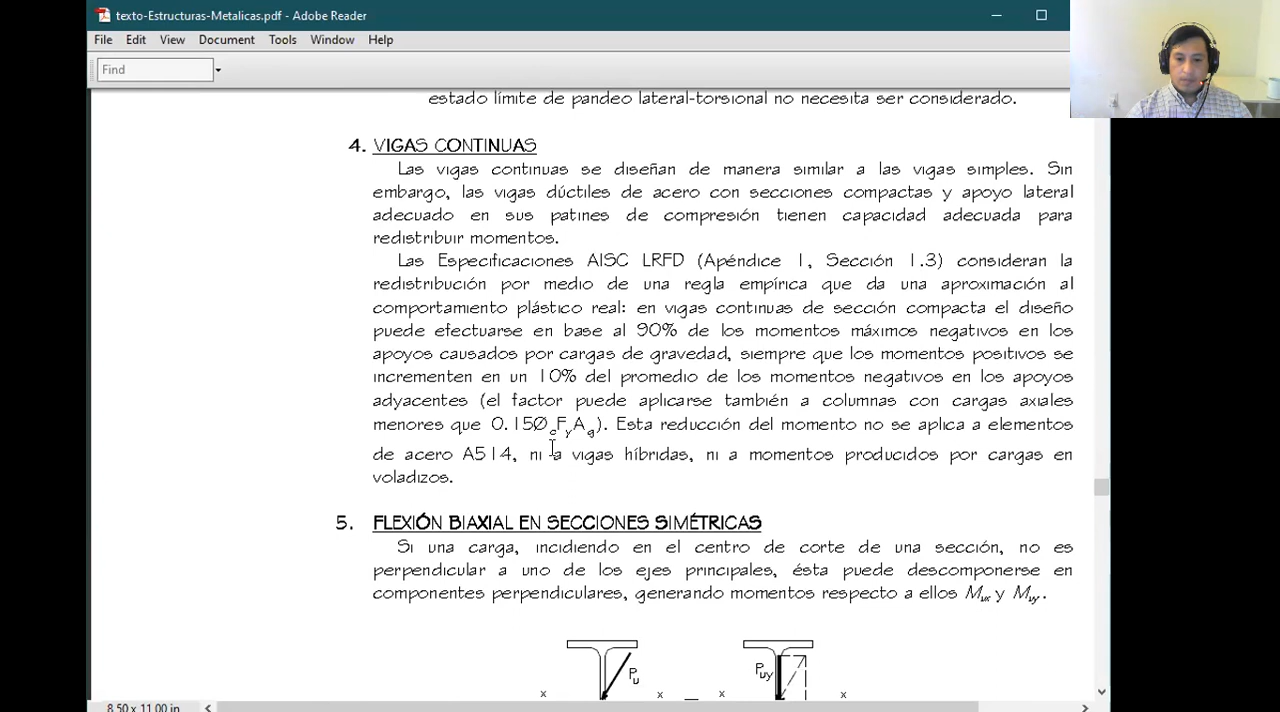 texto-Estructuras-Metalicas.pdf - Adobe Reader
File Edit View Document Tools Window Help
Find
estado límite de pandeo lateral-torsional no necesita ser considerado.
4. VIGAS CONTINUAS
Las vigas continuas se diseñan de manera similar a las vigas simples. Sin
embargo, las vigas dúctiles de acero con secciones compactas y apoyo lateral
adecuado en sus patines de compresión tienen capacidad adecuada para
redistribuir momentos.
Las Especificaciones AISC LRFD (Apéndice 1, Sección 1.3) consideran la
redistribución por medio de una regla empírica que da una aproximación al
comportamiento plástico real: en vigas continuas de sección compacta el diseño
puede efectuarse en base al 90% de los momentos máximos negativos en los
apoyos causados por cargas de gravedad, siempre que los momentos positivos se
incrementen en un 10% del promedio de los momentos negativos en los apoyos
adyacentes (el factor puede aplicarse también a columnas con cargas axiales
menores que 0.15ØcFyAg). Esta reducción del momento no se aplica a elementos
de acero A514, ni a vigas híbridas, ni a momentos producidos por cargas en
voladizos.
5. FLEXIÓN BIAXIAL EN SECCIONES SIMÉTRICAS
Si una carga, incidiendo en el centro de corte de una sección, no es
perpendicular a uno de los ejes principales, ésta puede descomponerse en
componentes perpendiculares, generando momentos respecto a ellos Mux y Muy.
Pu Puy
x x x x
8.50 x 11.00 in